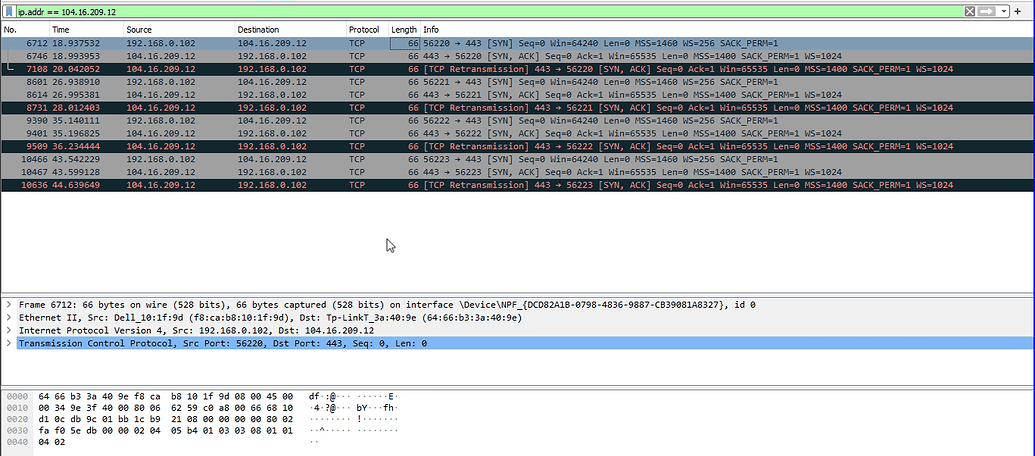 ip.addr == 104.16.209.12
No. Time Source Destination Protocol Length Info
6712 18.937532 192.168.0.102 104.16.209.12 TCP 66 56220 → 443 [SYN] Seq=0 Win=64240 Len=0 MSS=1460 WS=256 SACK_PERM=1
6746 18.993953 104.16.209.12 192.168.0.102 TCP 66 443 → 56220 [SYN, ACK] Seq=0 Ack=1 Win=65535 Len=0 MSS=1400 SACK_PERM=1 WS=1024
7108 20.042052 104.16.209.12 192.168.0.102 TCP 66 [TCP Retransmission] 443 → 56220 [SYN, ACK] Seq=0 Ack=1 Win=65535 Len=0 MSS=1400 SACK_PERM=1 WS=1024
8601 26.938910 192.168.0.102 104.16.209.12 TCP 66 56221 → 443 [SYN] Seq=0 Win=64240 Len=0 MSS=1460 WS=256 SACK_PERM=1
8614 26.995381 104.16.209.12 192.168.0.102 TCP 66 443 → 56221 [SYN, ACK] Seq=0 Ack=1 Win=65535 Len=0 MSS=1400 SACK_PERM=1 WS=1024
8731 28.012403 104.16.209.12 192.168.0.102 TCP 66 [TCP Retransmission] 443 → 56221 [SYN, ACK] Seq=0 Ack=1 Win=65535 Len=0 MSS=1400 SACK_PERM=1 WS=1024
9390 35.140111 192.168.0.102 104.16.209.12 TCP 66 56222 → 443 [SYN] Seq=0 Win=64240 Len=0 MSS=1460 WS=256 SACK_PERM=1
9401 35.196825 104.16.209.12 192.168.0.102 TCP 66 443 → 56222 [SYN, ACK] Seq=0 Ack=1 Win=65535 Len=0 MSS=1400 SACK_PERM=1 WS=1024
9509 36.234444 104.16.209.12 192.168.0.102 TCP 66 [TCP Retransmission] 443 → 56222 [SYN, ACK] Seq=0 Ack=1 Win=65535 Len=0 MSS=1400 SACK_PERM=1 WS=1024
10466 43.542229 192.168.0.102 104.16.209.12 TCP 66 56223 → 443 [SYN] Seq=0 Win=64240 Len=0 MSS=1460 WS=256 SACK_PERM=1
10467 43.599128 104.16.209.12 192.168.0.102 TCP 66 443 → 56223 [SYN, ACK] Seq=0 Ack=1 Win=65535 Len=0 MSS=1400 SACK_PERM=1 WS=1024
10636 44.639649 104.16.209.12 192.168.0.102 TCP 66 [TCP Retransmission] 443 → 56223 [SYN, ACK] Seq=0 Ack=1 Win=65535 Len=0 MSS=1400 SACK_PERM=1 WS=1024
Frame 6712: 66 bytes on wire (528 bits), 66 bytes captured (528 bits) on interface \Device\NPF_{DCD82A1B-0798-4836-9887-CB39081A8327}, id 0
Ethernet II, Src: Dell_10:1f:9d (f8:ca:b8:10:1f:9d), Dst: Tp-LinkT_3a:40:9e (64:66:b3:3a:40:9e)
Internet Protocol Version 4, Src: 192.168.0.102, Dst: 104.16.209.12
Transmission Control Protocol, Src Port: 56220, Dst Port: 443, Seq: 0, Len: 0
0000 64 66 b3 3a 40 9e f8 ca b8 10 1f 9d 08 00 45 00 df·:@··· ······E·
0010 00 34 9e 3f 40 00 80 06 62 59 c0 a8 00 66 68 10 ·4·?@··· bY···fh·
0020 d1 0c db 9c 01 bb 1c b9 21 08 00 00 00 00 80 02 ········ !·······
0030 fa f0 5e db 00 00 02 04 05 b4 01 03 03 08 01 01 ··^····· ········
0040 04 02 ··